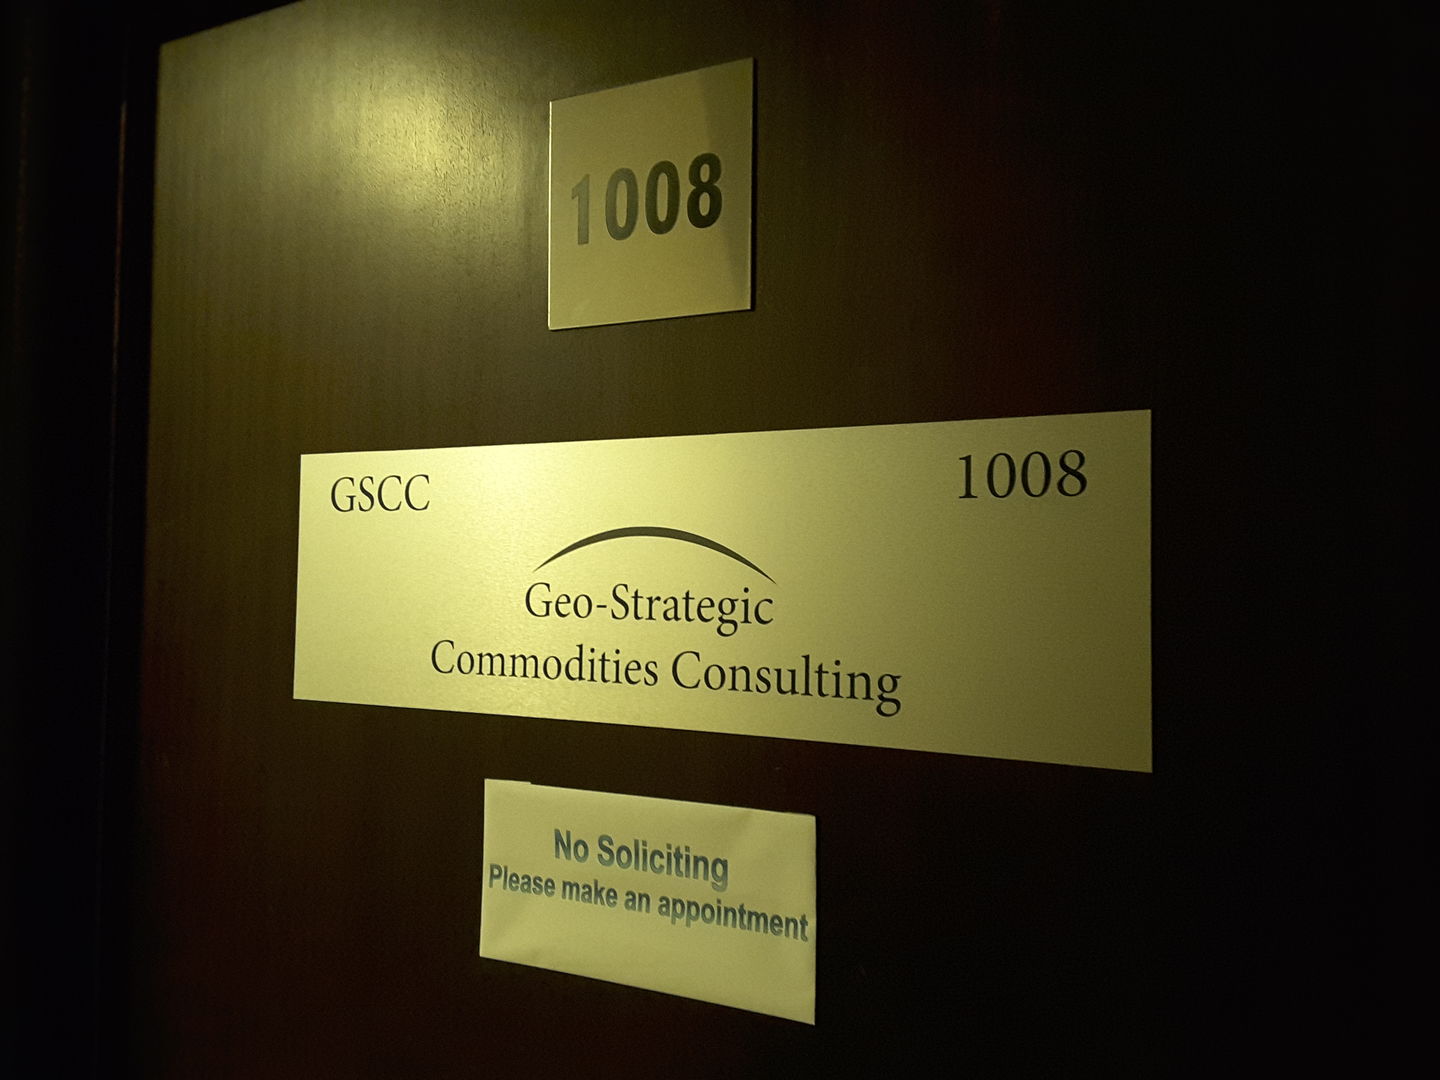 1008
GSCC 1008
Geo-Strategic
Commodities Consulting
No Soliciting
Please make an appointment